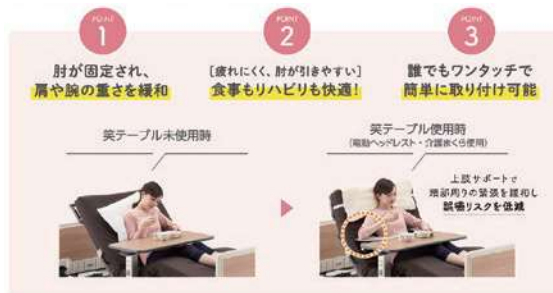 POINT
1
肘が固定され、
肩や腕の重さを緩和
POINT
2
[疲れにくく、肘が引きやすい]
食事もリハビリも快適!
POINT
3
誰でもワンタッチで
簡単に取り付け可能
笑テーブル未使用時
笑テーブル使用時
(電動ヘッドレスト・介護まくら使用)
上肢サポートで
頸部周りの緊張を緩和し
誤嚥リスクを低減